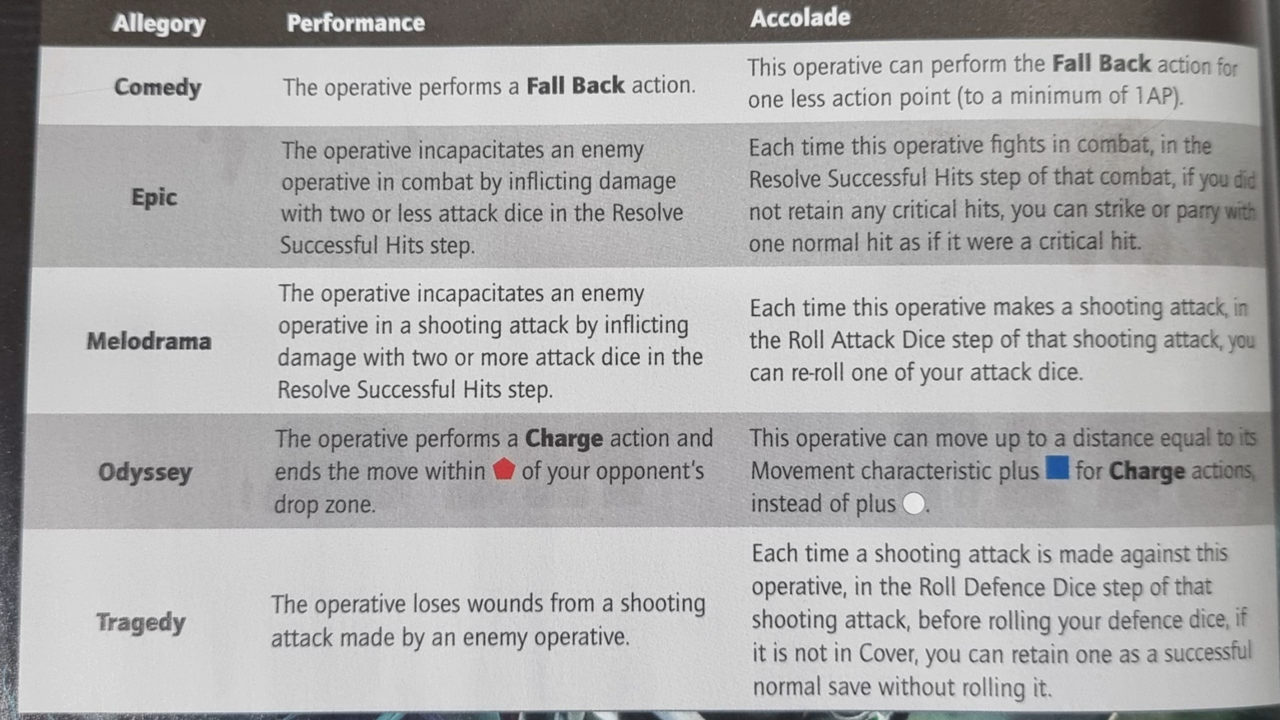 Allegory Performance Accolade
Comedy
The operative performs a Fall Back action.
This operative can perform the Fall Back action for
one less action point (to a minimum of 1AP).
Epic
The operative incapacitates an enemy
operative in combat by inflicting damage
with two or less attack dice in the Resolve
Successful Hits step.
Each time this operative fights in combat, in the
Resolve Successful Hits step of that combat, if you did
not retain any critical hits, you can strike or parry with
one normal hit as if it were a critical hit.
Melodrama
The operative incapacitates an enemy
operative in a shooting attack by inflicting
damage with two or more attack dice in the
Resolve Successful Hits step.
Each time this operative makes a shooting attack, in
the Roll Attack Dice step of that shooting attack, you
can re-roll one of your attack dice.
Odyssey
The operative performs a Charge action and
ends the move within of your opponent's
drop zone.
This operative can move up to a distance equal to its
Movement characteristic plus for Charge actions,
instead of plus .
Tragedy
The operative loses wounds from a shooting
attack made by an enemy operative.
Each time a shooting attack is made against this
operative, in the Roll Defence Dice step of that
shooting attack, before rolling your defence dice, if
it is not in Cover, you can retain one as a successful
normal save without rolling it.